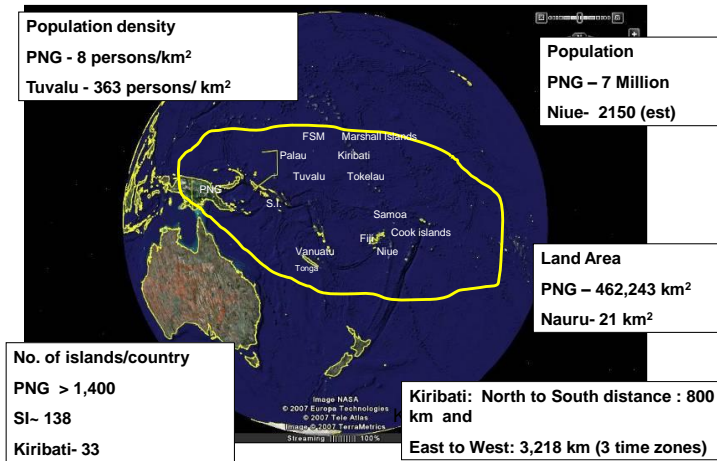 Population density
PNG - 8 persons/km²
Tuvalu - 363 persons/ km²
Population
PNG – 7 Million
Niue- 2150 (est)
FSM Marshall Islands
Palau Kiribati
Tuvalu Tokelau
PNG
S.I.
Samoa
Fiji Cook islands
Vanuatu Niue
Tonga
Land Area
PNG – 462,243 km²
Nauru- 21 km²
No. of islands/country
PNG > 1,400
SI~ 138
Kiribati- 33
Kiribati: North to South distance : 800
km and
East to West: 3,218 km (3 time zones)
Image NASA
© 2007 Europa Technologies
© 2007 Tele Atlas
Image © 2007 TerraMetrics
Streaming 100%